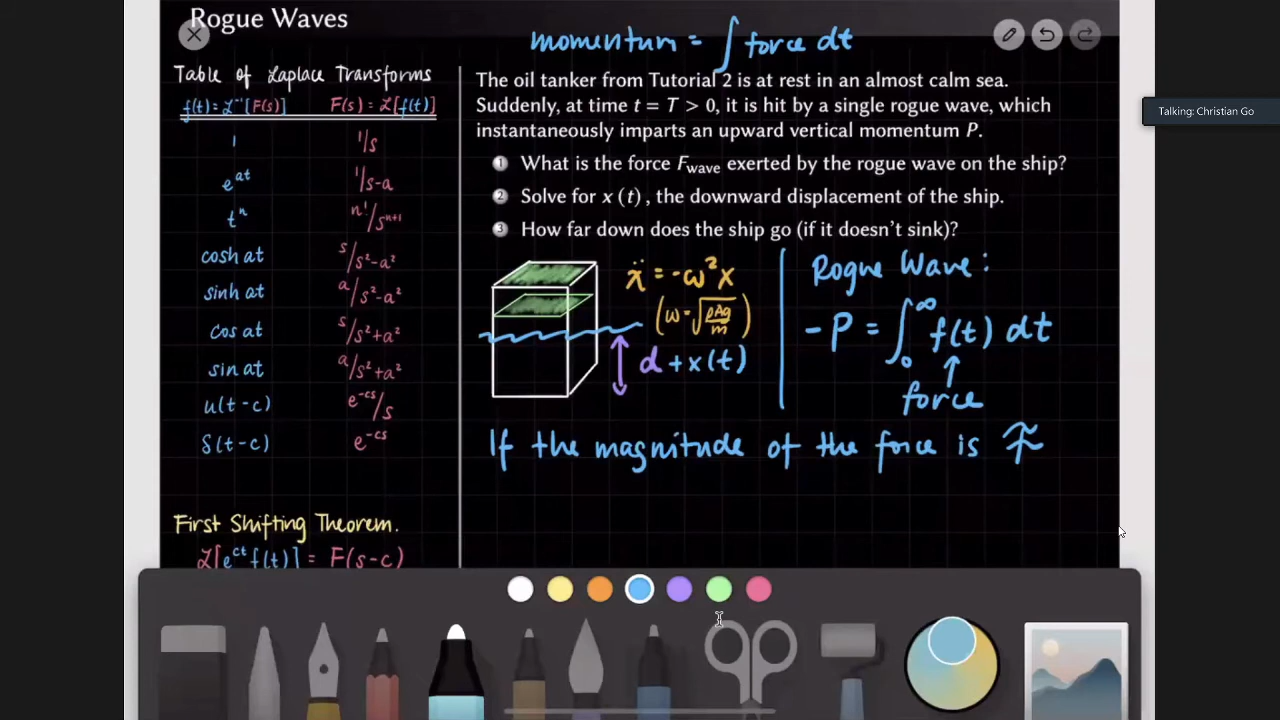 Rogue Waves
momentum = ∫ force dt
Talking: Christian Go
Table of Laplace Transforms
f(t) = ℒ⁻¹[F(s)]  F(s) = ℒ[f(t)]
1  1/s
e^at  1/s-a
t^n  n!/s^n+1
cosh at  s/s²-a²
sinh at  a/s²-a²
cos at  s/s²+a²
sin at  a/s²+a²
u(t-c)  e^-cs/s
δ(t-c)  e^-cs
First Shifting Theorem.
ℒ[e^ct f(t)] = F(s-c)
The oil tanker from Tutorial 2 is at rest in an almost calm sea.
Suddenly, at time t = T > 0, it is hit by a single rogue wave, which
instantaneously imparts an upward vertical momentum P.
1 What is the force F_wave exerted by the rogue wave on the ship?
2 Solve for x (t), the downward displacement of the ship.
3 How far down does the ship go (if it doesn't sink)?
ẍ = -ω²x
(ω = √(ρAg/m))
d + x(t)
Rogue Wave:
-P = ∫₀^∞ f(t) dt
force
If the magnitude of the force is